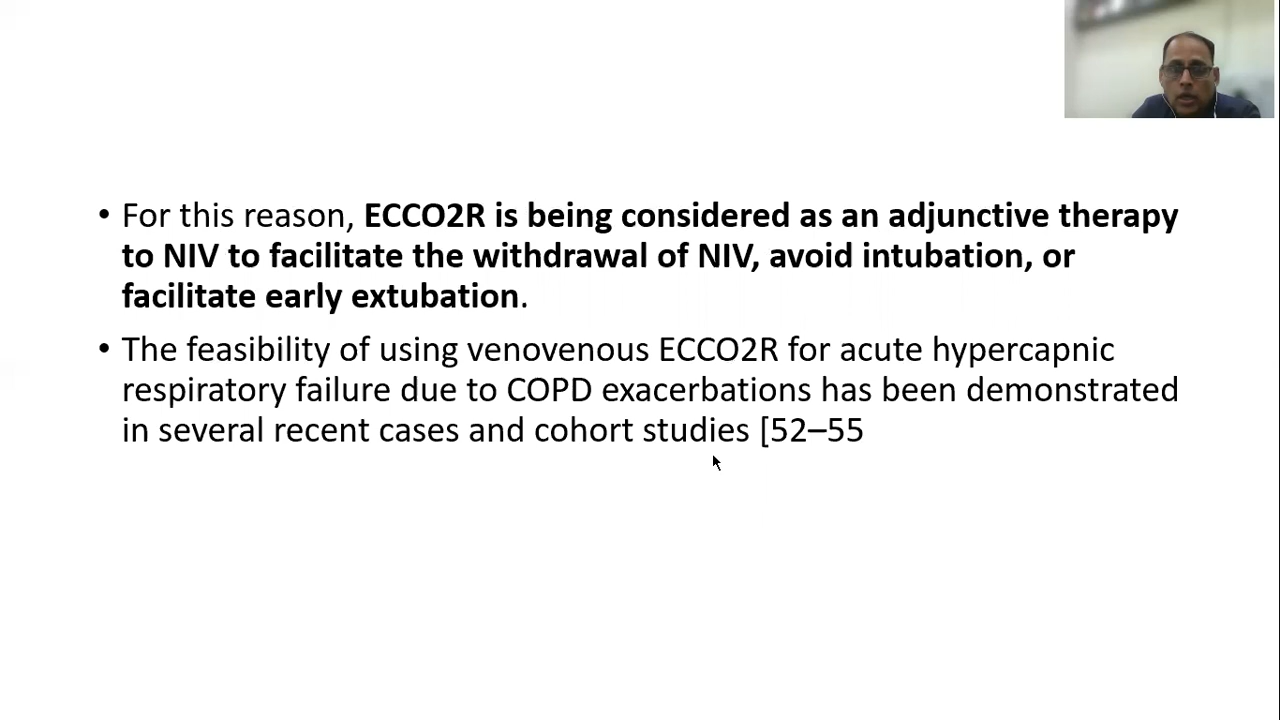 • For this reason, ECCO2R is being considered as an adjunctive therapy
to NIV to facilitate the withdrawal of NIV, avoid intubation, or
facilitate early extubation.
• The feasibility of using venovenous ECCO2R for acute hypercapnic
respiratory failure due to COPD exacerbations has been demonstrated
in several recent cases and cohort studies [52–55